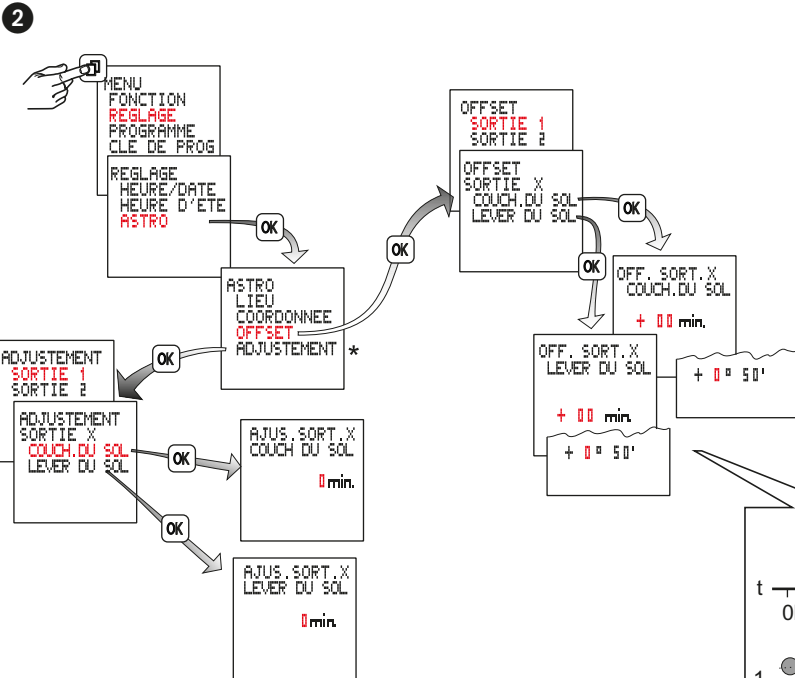 2
MENU
FONCTION
REGLAGE
PROGRAMME
CLE DE PROG
REGLAGE
HEURE/DATE
HEURE D'ETE
ASTRO
OK
ASTRO
LIEU
COORDONNEE
OFFSET
ADJUSTEMENT *
OK
OFFSET
SORTIE 1
SORTIE 2
OFFSET
SORTIE X
COUCH.DU SOL
LEVER DU SOL
OK
OK
OFF. SORT.X
COUCH.DU SOL
+ 00 min.
+ 0° 50'
OFF. SORT.X
LEVER DU SOL
+ 00 min.
+ 0° 50'
OK
ADJUSTEMENT
SORTIE 1
SORTIE 2
ADJUSTEMENT
SORTIE X
COUCH.DU SOL
LEVER DU SOL
OK
OK
AJUS.SORT.X
COUCH DU SOL
0 min.
AJUS.SORT.X
LEVER DU SOL
0 min.
t